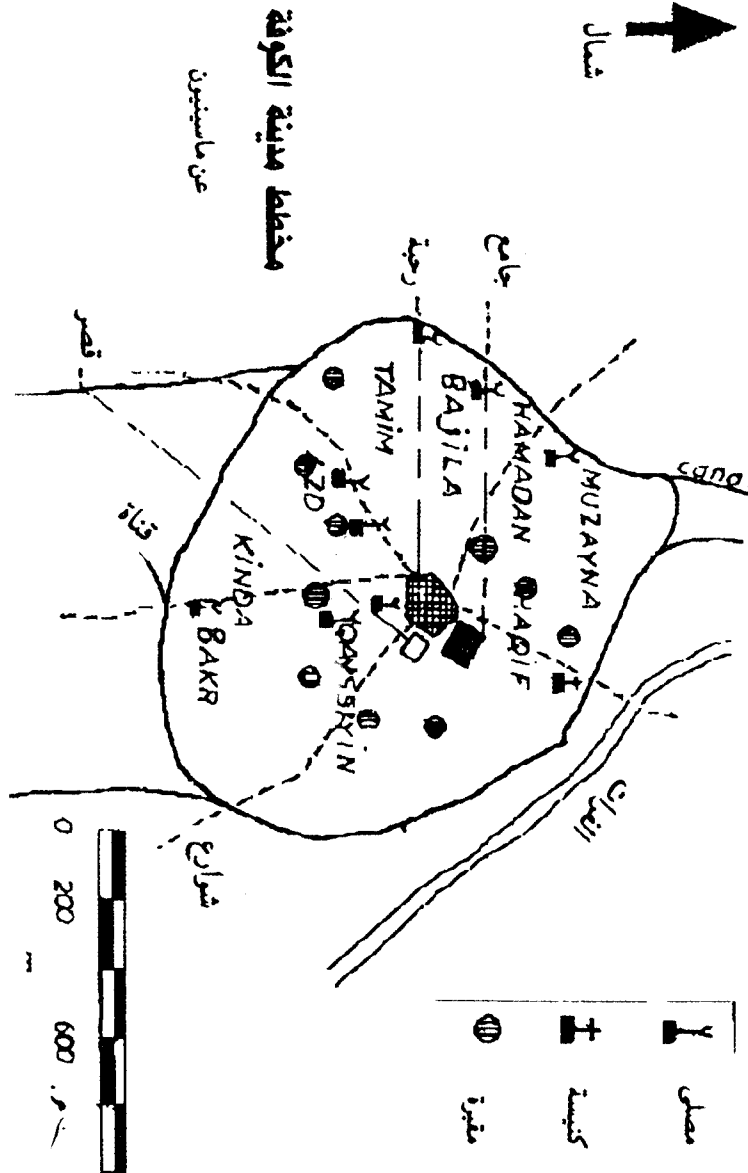 شمال
مخطط مدينة الكوفة
عن ماسينيون
جامع
رحبة
قصر
قناة
شوارع
الفرات
cana
MUZAYNA
HAMADAN
BAJiLA
TAMiM
AZD
KiNDA
BAKR
0 200 600 م.
مصلى
كنيسة
مقبرة